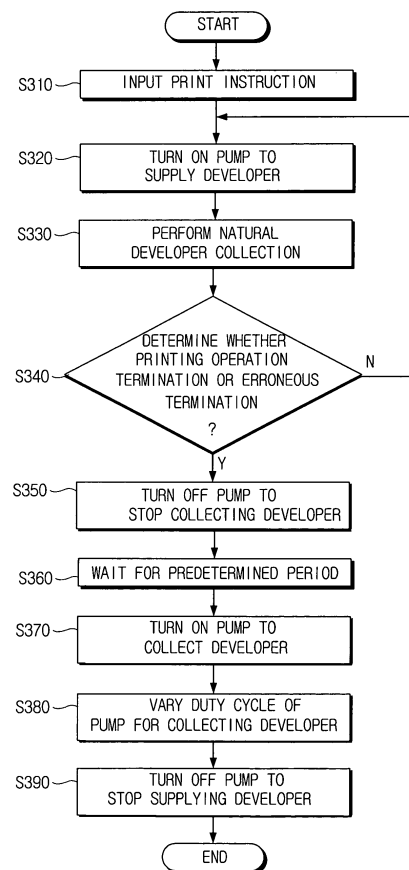 START
S310
INPUT PRINT INSTRUCTION
S320
TURN ON PUMP TO
SUPPLY DEVELOPER
S330
PERFORM NATURAL
DEVELOPER COLLECTION
S340
DETERMINE WHETHER
PRINTING OPERATION
TERMINATION OR ERRONEOUS
TERMINATION
?
N
Y
S350
TURN OFF PUMP TO
STOP COLLECTING DEVELOPER
S360
WAIT FOR PREDETERMINED PERIOD
S370
TURN ON PUMP TO
COLLECT DEVELOPER
S380
VARY DUTY CYCLE OF
PUMP FOR COLLECTING DEVELOPER
S390
TURN OFF PUMP TO
STOP SUPPLYING DEVELOPER
END